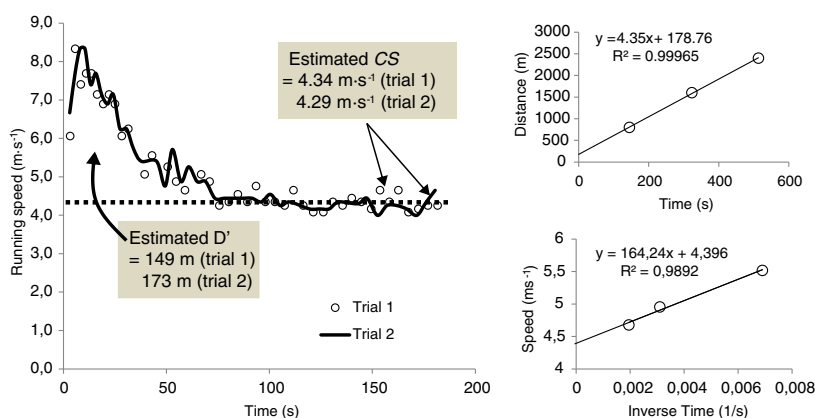 9,0
8,0
7,0
6,0
5,0
4,0
3,0
2,0
1,0
0,0
Running speed (m·s⁻¹)
0
50
100
150
200
Time (s)
Estimated CS
= 4.34 m·s⁻¹ (trial 1)
4.29 m·s⁻¹ (trial 2)
Estimated D’
= 149 m (trial 1)
173 m (trial 2)
Trial 1
Trial 2
y =4.35x+ 178.76
R² = 0.99965
3000
2500
2000
1500
1000
500
0
Distance (m)
0
200
400
600
Time (s)
y = 164,24x + 4,396
R² = 0,9892
6
5,5
5
4,5
4
Speed (ms⁻¹)
0
0,002
0,004
0,006
0,008
Inverse Time (1/s)